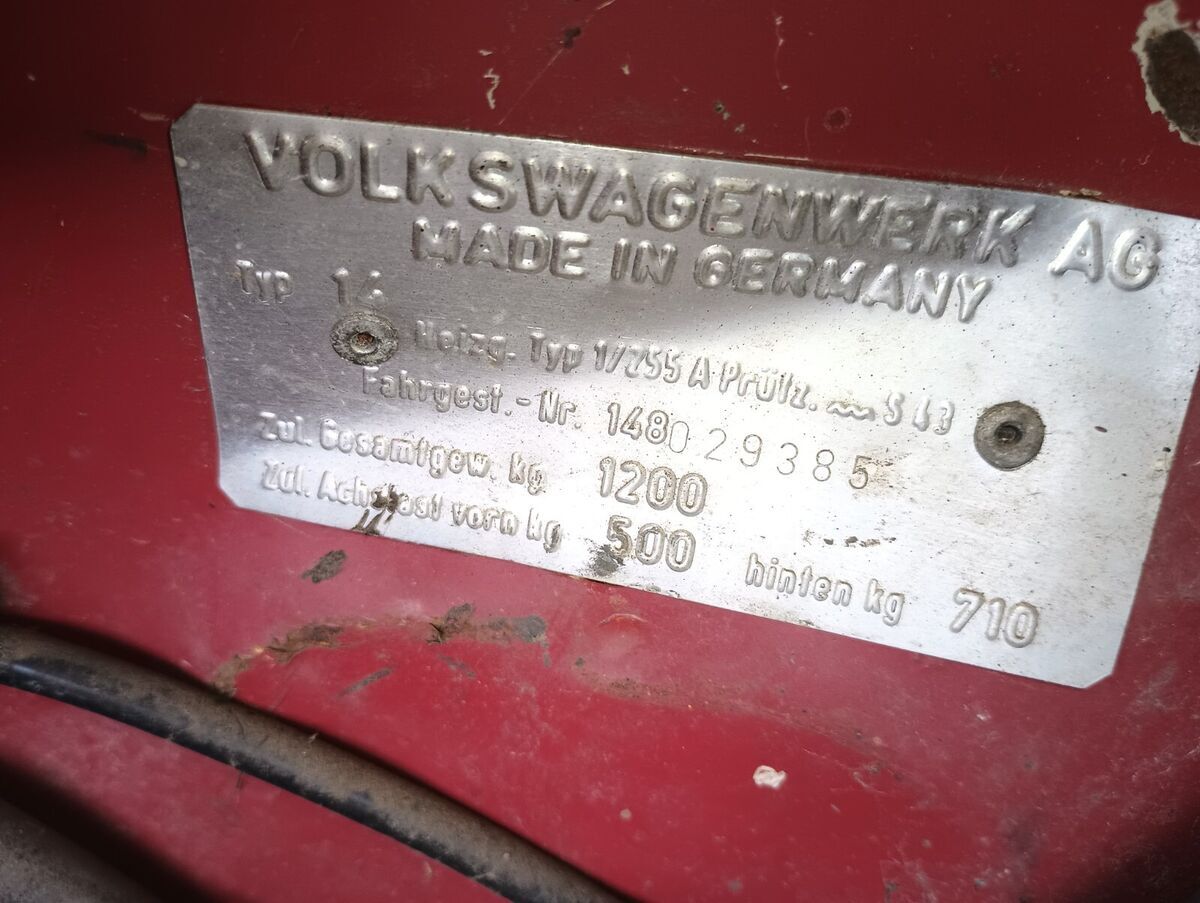 VOLKSWAGENWERK AG
MADE IN GERMANY
Typ 14
Heizg. Typ 1/255 A Prüfz. ~~~ S 43
Fahrgest.-Nr. 148029385
Zul. Gesamtgew. kg 1200
Zul. Achslast vorn kg 500 hinten kg 710